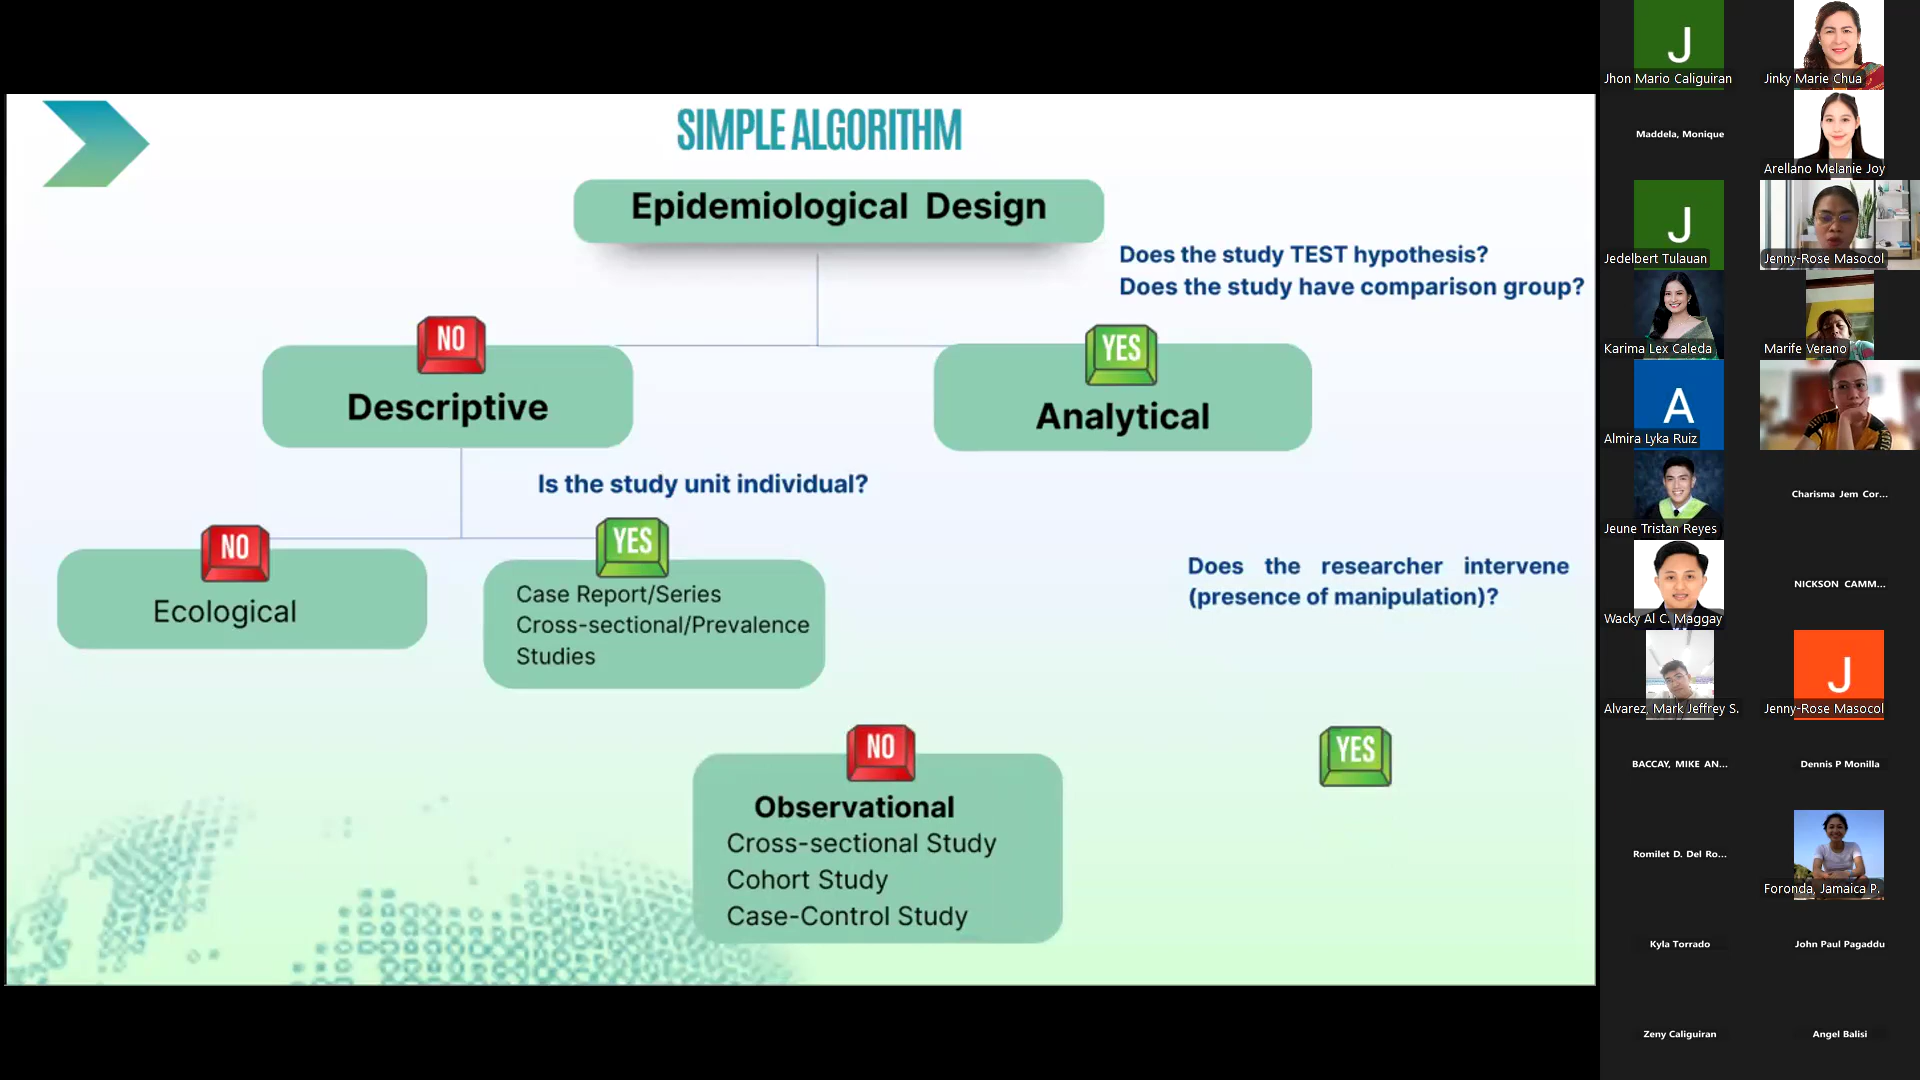 SIMPLE ALGORITHM
Epidemiological Design
Does the study TEST hypothesis?
Does the study have comparison group?
NO
YES
Descriptive
Analytical
Is the study unit individual?
NO
YES
Ecological
Case Report/Series
Cross-sectional/Prevalence
Studies
Does the researcher intervene
(presence of manipulation)?
NO
YES
Observational
Cross-sectional Study
Cohort Study
Case-Control Study
J
Jhon Mario Caliguiran
Jinky Marie Chua
Maddela, Monique
Arellano Melanie Joy
J
Jedelbert Tulauan
Jenny-Rose Masocol
Karima Lex Caleda
Marife Verano
A
Almira Lyka Ruiz
Jeune Tristan Reyes
Charisma Jem Cor...
Wacky Al C. Maggay
NICKSON CAMM...
Alvarez, Mark Jeffrey S.
J
Jenny-Rose Masocol
BACCAY, MIKE AN...
Dennis P Monilla
Romilet D. Del Ro...
Foronda, Jamaica P.
Kyla Torrado
John Paul Pagaddu
Zeny Caliguiran
Angel Balisi